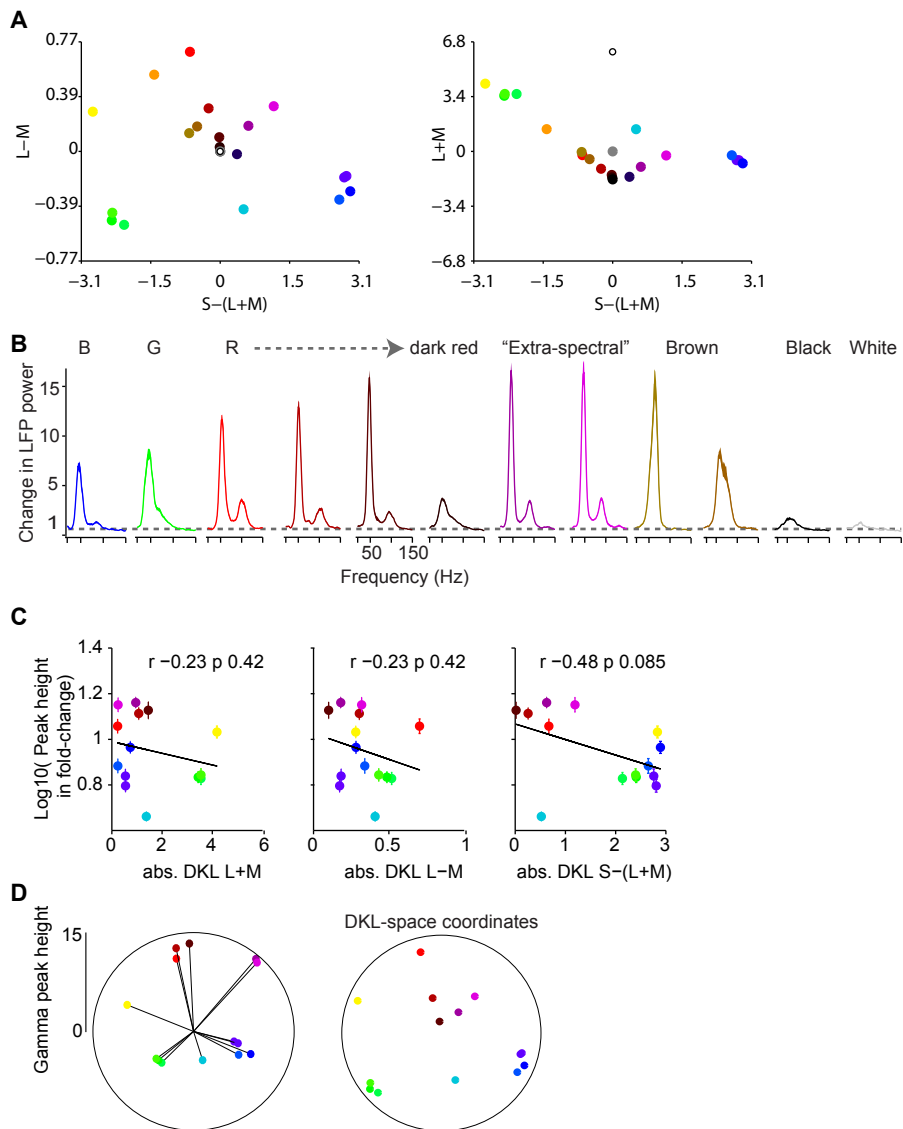 A
0.77
0.39
0
−0.39
−0.77
L−M
−3.1
−1.5
0
1.5
3.1
S−(L+M)
6.8
3.4
0
−3.4
−6.8
L+M
−3.1
−1.5
0
1.5
3.1
S−(L+M)
B
B
G
R
dark red
“Extra-spectral”
Brown
Black
White
Change in LFP power
15
10
5
1
50
150
Frequency (Hz)
C
Log10( Peak height
in fold-change)
1.4
1.2
1
0.8
r −0.23 p 0.42
r −0.23 p 0.42
r −0.48 p 0.085
0
2
4
6
abs. DKL L+M
0
0.5
1
abs. DKL L−M
0
1
2
3
abs. DKL S−(L+M)
D
Gamma peak height
15
0
DKL-space coordinates